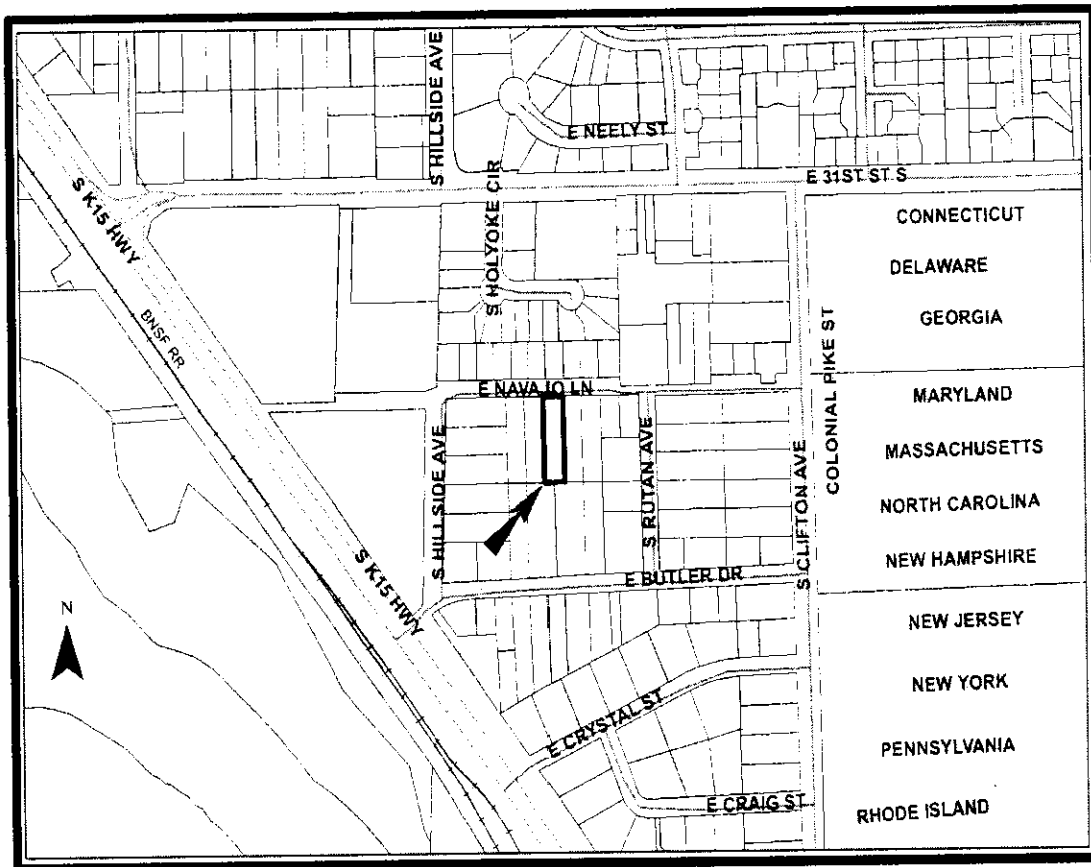 S HILLSIDE AVE
E NEELY ST
E 31ST ST S
S K15 HWY
S HOLYOKE CIR
CONNECTICUT
DELAWARE
GEORGIA
BNSF RR
COLONIAL PIKE ST
E NAVAJO LN
MARYLAND
S HILLSIDE AVE
S RUTAN AVE
S CLIFTON AVE
MASSACHUSETTS
NORTH CAROLINA
NEW HAMPSHIRE
E BUTLER DR
S K15 HWY
N
NEW JERSEY
NEW YORK
E CRYSTAL ST
PENNSYLVANIA
E CRAIG ST
RHODE ISLAND